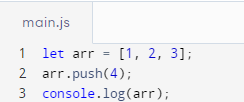 main.js
1 let arr = [1, 2, 3];
2 arr.push(4);
3 console.log(arr);